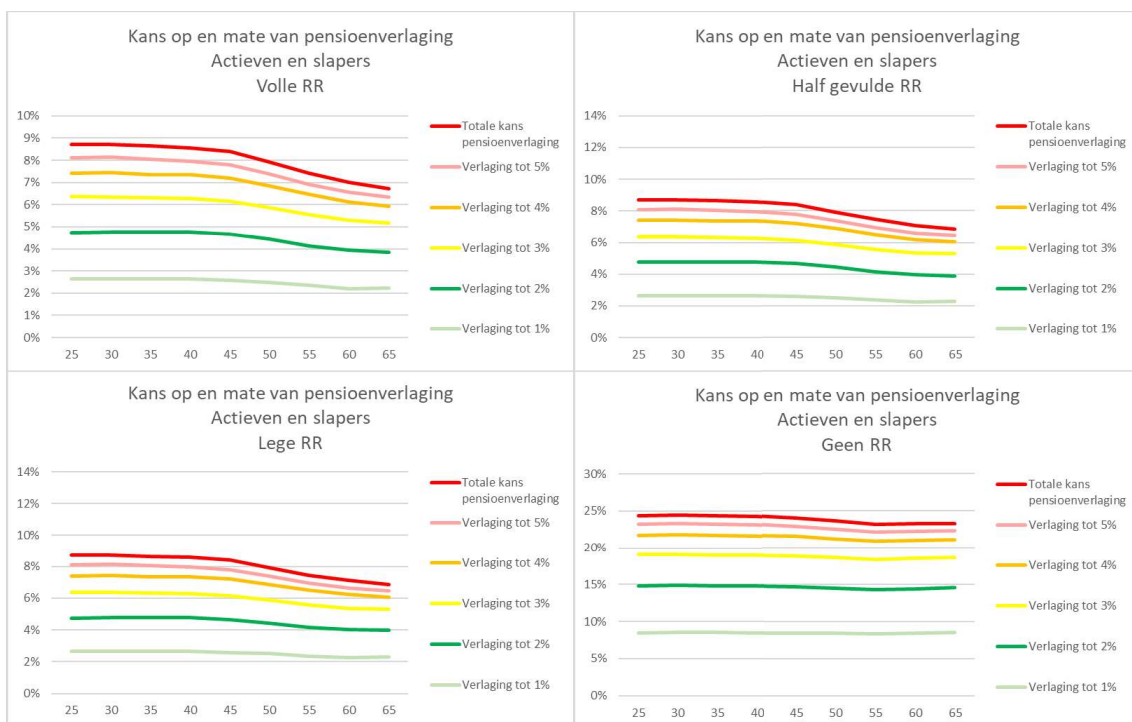 Kans op en mate van pensioenverlaging
Actieven en slapers
Volle RR
10%
9%
8%
7%
6%
5%
4%
3%
2%
1%
0%
25 30 35 40 45 50 55 60 65
Totale kans
pensioenverlaging
Verlaging tot 5%
Verlaging tot 4%
Verlaging tot 3%
Verlaging tot 2%
Verlaging tot 1%
Kans op en mate van pensioenverlaging
Actieven en slapers
Half gevulde RR
14%
12%
10%
8%
6%
4%
2%
0%
25 30 35 40 45 50 55 60 65
Totale kans
pensioenverlaging
Verlaging tot 5%
Verlaging tot 4%
Verlaging tot 3%
Verlaging tot 2%
Verlaging tot 1%
Kans op en mate van pensioenverlaging
Actieven en slapers
Lege RR
14%
12%
10%
8%
6%
4%
2%
0%
25 30 35 40 45 50 55 60 65
Totale kans
pensioenverlaging
Verlaging tot 5%
Verlaging tot 4%
Verlaging tot 3%
Verlaging tot 2%
Verlaging tot 1%
Kans op en mate van pensioenverlaging
Actieven en slapers
Geen RR
30%
25%
20%
15%
10%
5%
0%
25 30 35 40 45 50 55 60 65
Totale kans
pensioenverlaging
Verlaging tot 5%
Verlaging tot 4%
Verlaging tot 3%
Verlaging tot 2%
Verlaging tot 1%